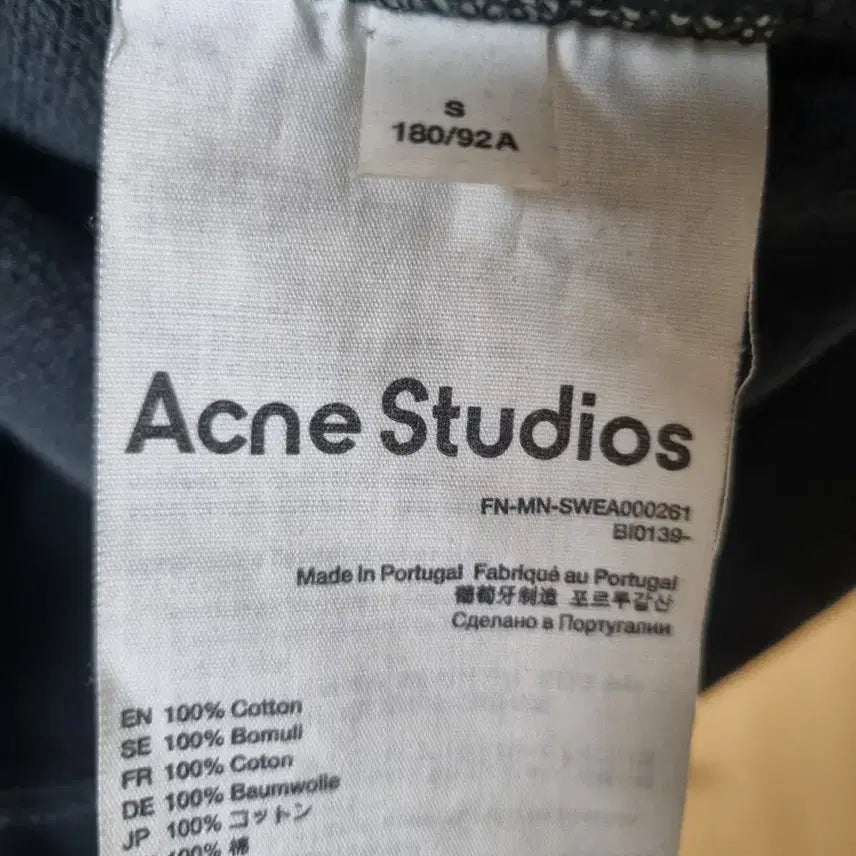 S
180/92A
Acne Studios
FN-MN-SWEA000261
BI0139-
Made in Portugal Fabriqué au Portugal
葡萄牙制造 포르투갈산
Сделано в Португалии
EN 100% Cotton
SE 100% Bomull
FR 100% Coton
DE 100% Baumwolle
JP 100% コットン
100% 棉